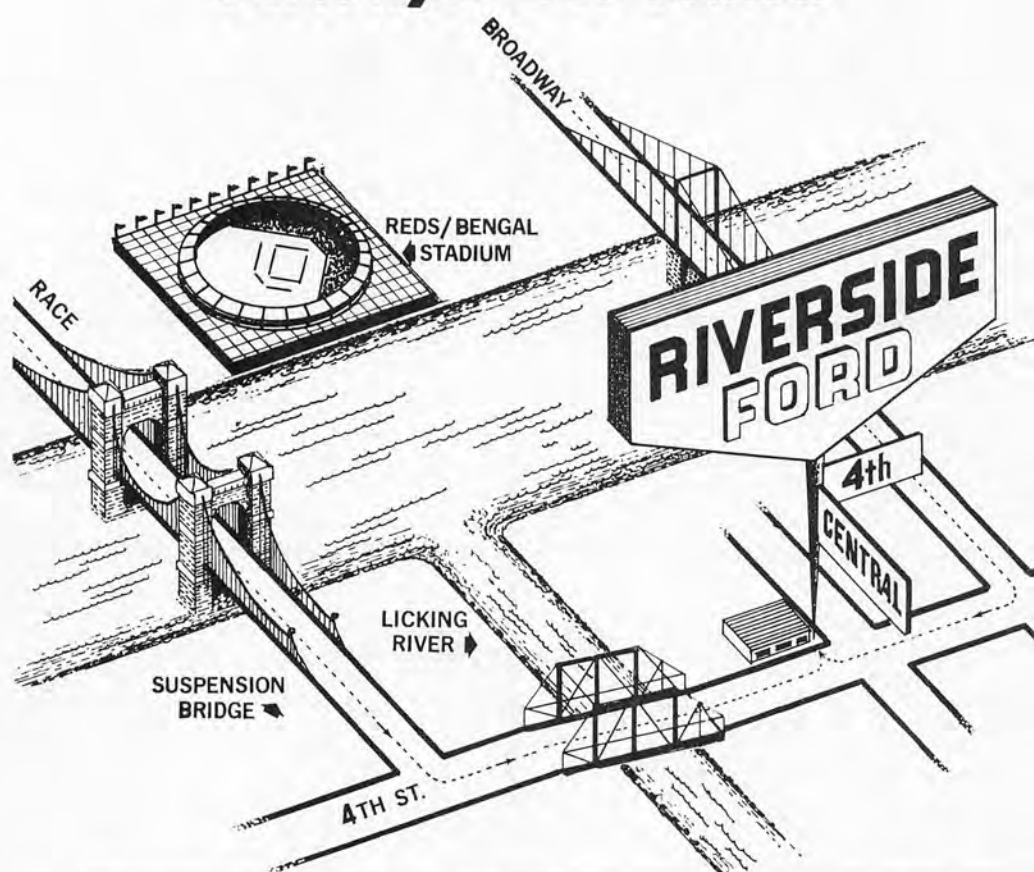 BROADWAY
REDS/BENGAL
STADIUM
RACE
RIVERSIDE
FORD
4th
CENTRAL
LICKING
RIVER
SUSPENSION
BRIDGE
4TH ST.